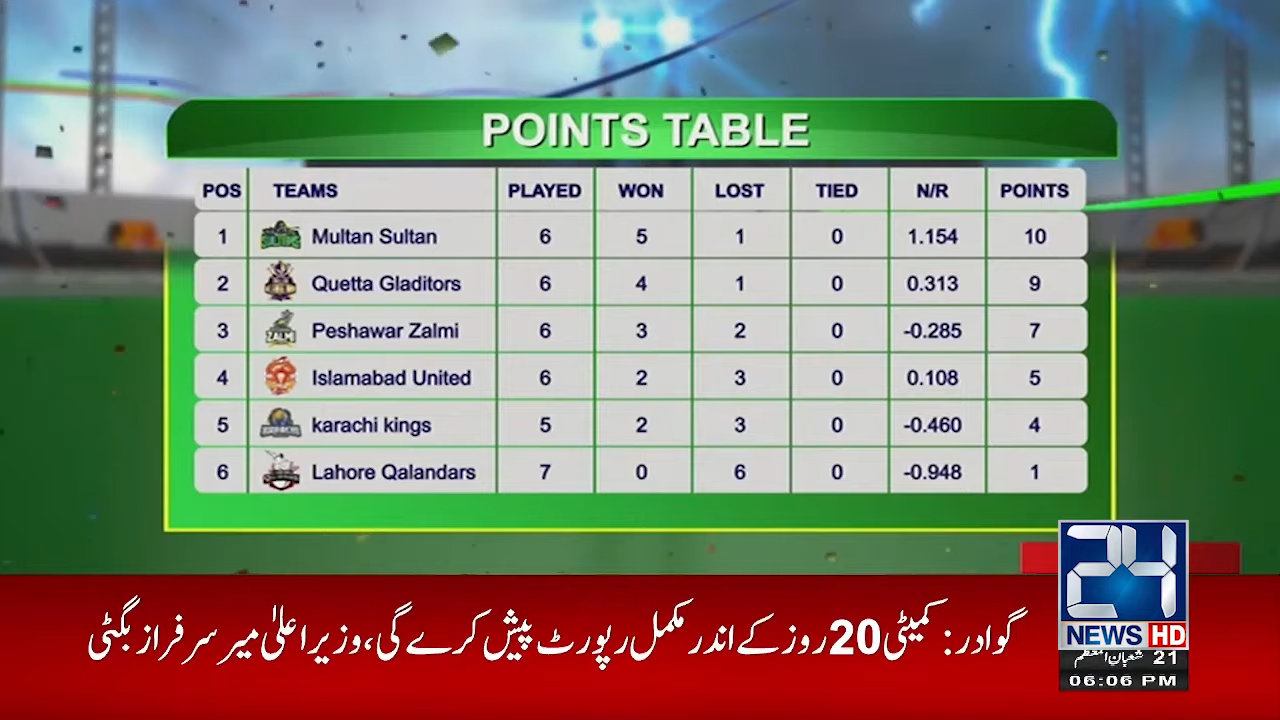 POINTS TABLE
POS TEAMS PLAYED WON LOST TIED N/R POINTS
1 Multan Sultan 6 5 1 0 1.154 10
2 Quetta Gladitors 6 4 1 0 0.313 9
3 Peshawar Zalmi 6 3 2 0 -0.285 7
4 Islamabad United 6 2 3 0 0.108 5
5 karachi kings 5 2 3 0 -0.460 4
6 Lahore Qalandars 7 0 6 0 -0.948 1
گوادر: کمیٹی 20 روز کے اندر مکمل رپورٹ پیش کرے گی، وزیراعلیٰ میر سرفراز بگٹی
24
NEWS HD
21 شعبان المعظم
06:06 PM